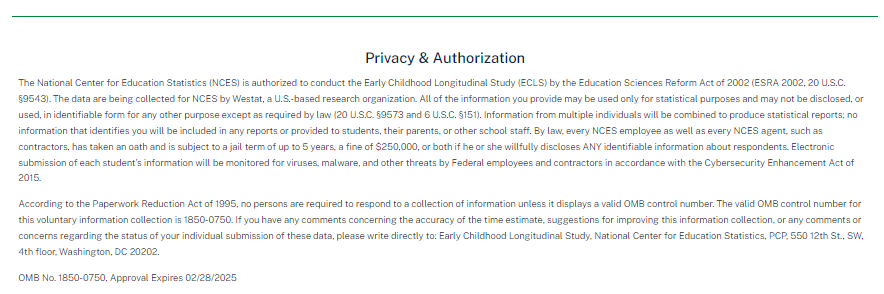 Privacy & Authorization
The National Center for Education Statistics (NCES) is authorized to conduct the Early Childhood Longitudinal Study (ECLS) by the Education Sciences Reform Act of 2002 (ESRA 2002, 20 U.S.C.
§9543). The data are being collected for NCES by Westat, a U.S.-based research organization. All of the information you provide may be used only for statistical purposes and may not be disclosed, or
used, in identifiable form for any other purpose except as required by law (20 U.S.C. §9573 and 6 U.S.C. §151). Information from multiple individuals will be combined to produce statistical reports; no
information that identifies you will be included in any reports or provided to students, their parents, or other school staff. By law, every NCES employee as well as every NCES agent, such as
contractors, has taken an oath and is subject to a jail term of up to 5 years, a fine of $250,000, or both if he or she willfully discloses ANY identifiable information about respondents. Electronic
submission of each student's information will be monitored for viruses, malware, and other threats by Federal employees and contractors in accordance with the Cybersecurity Enhancement Act of
2015.
According to the Paperwork Reduction Act of 1995, no persons are required to respond to a collection of information unless it displays a valid OMB control number. The valid OMB control number for
this voluntary information collection is 1850-0750. If you have any comments concerning the accuracy of the time estimate, suggestions for improving this information collection, or any comments or
concerns regarding the status of your individual submission of these data, please write directly to: Early Childhood Longitudinal Study, National Center for Education Statistics, PCP, 550 12th St., SW,
4th floor, Washington, DC 20202.
OMB No. 1850-0750, Approval Expires 02/28/2025